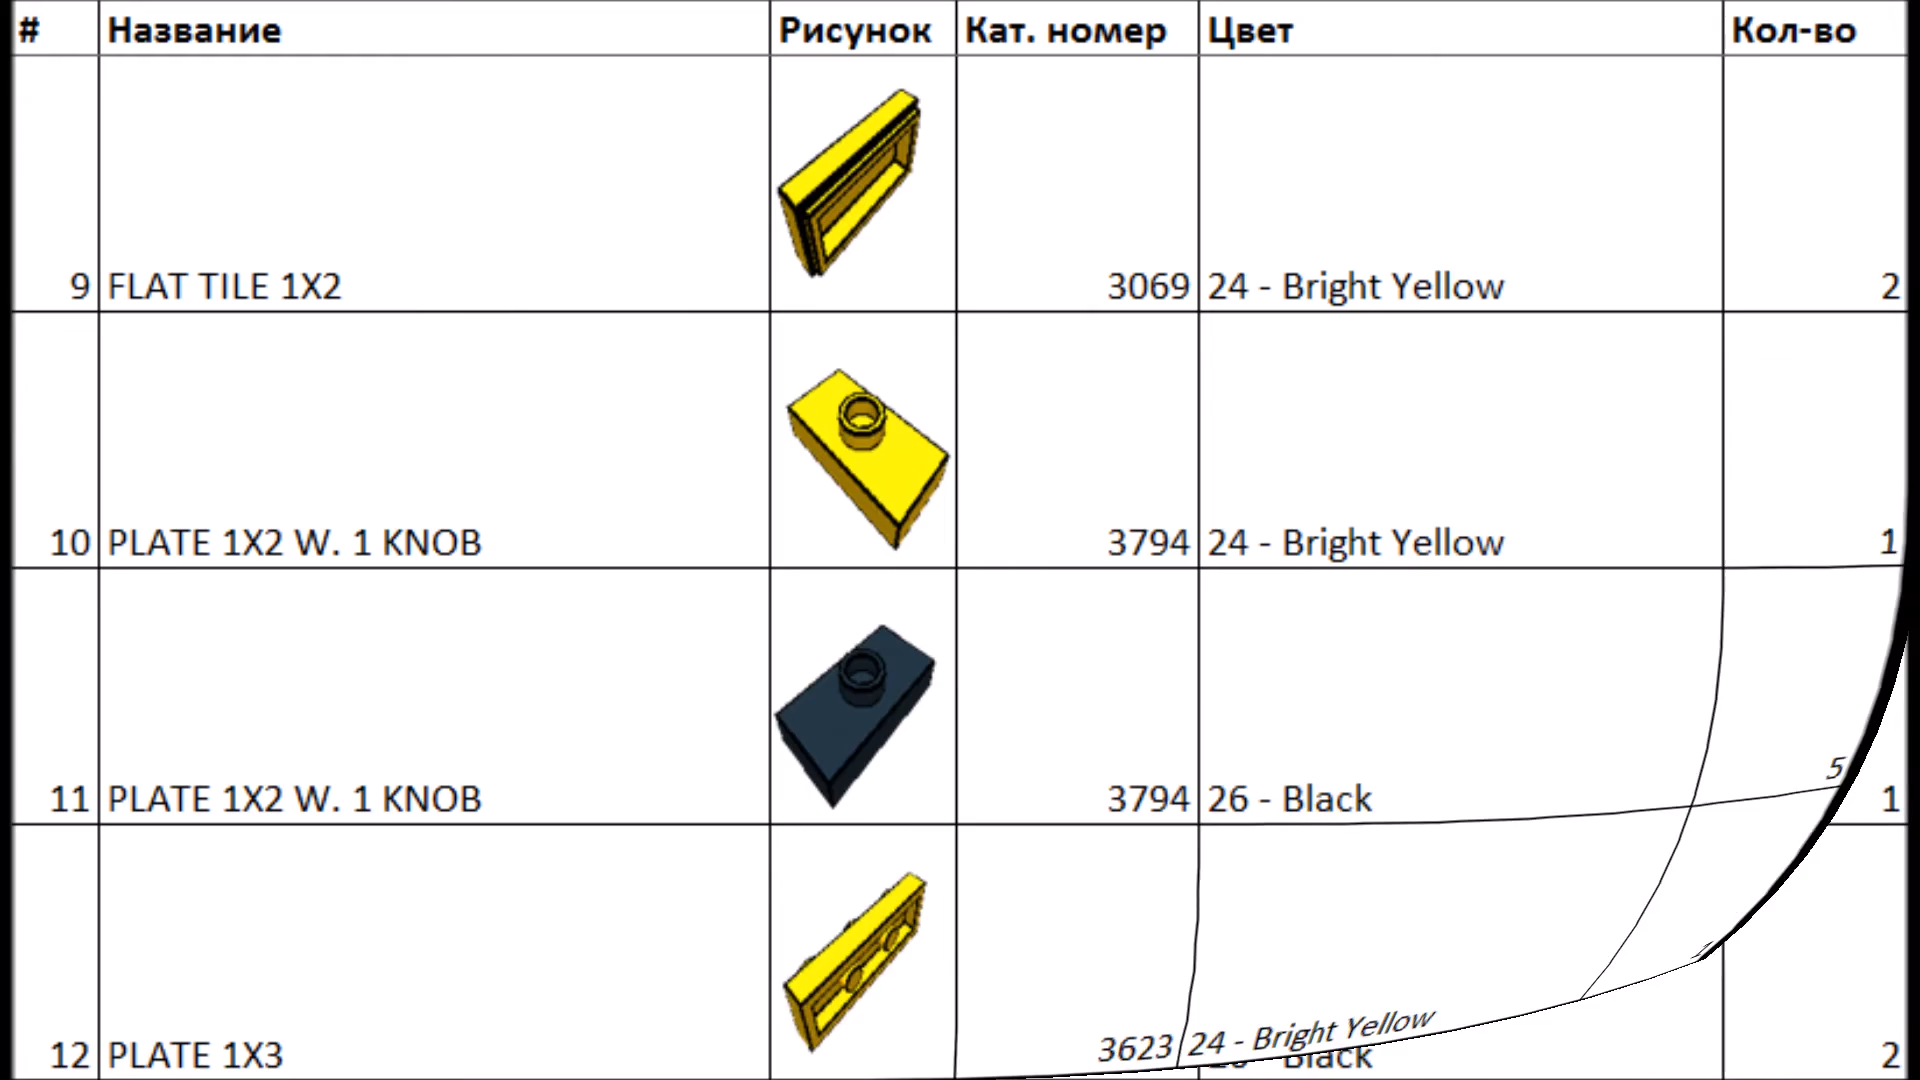 # Название Рисунок Кат. номер Цвет Кол-во
9 FLAT TILE 1X2 3069 24 - Bright Yellow 2
10 PLATE 1X2 W. 1 KNOB 3794 24 - Bright Yellow 1
11 PLATE 1X2 W. 1 KNOB 3794 26 - Black 5
1
12 PLATE 1X3 3623 24 - Bright Yellow
Black 2